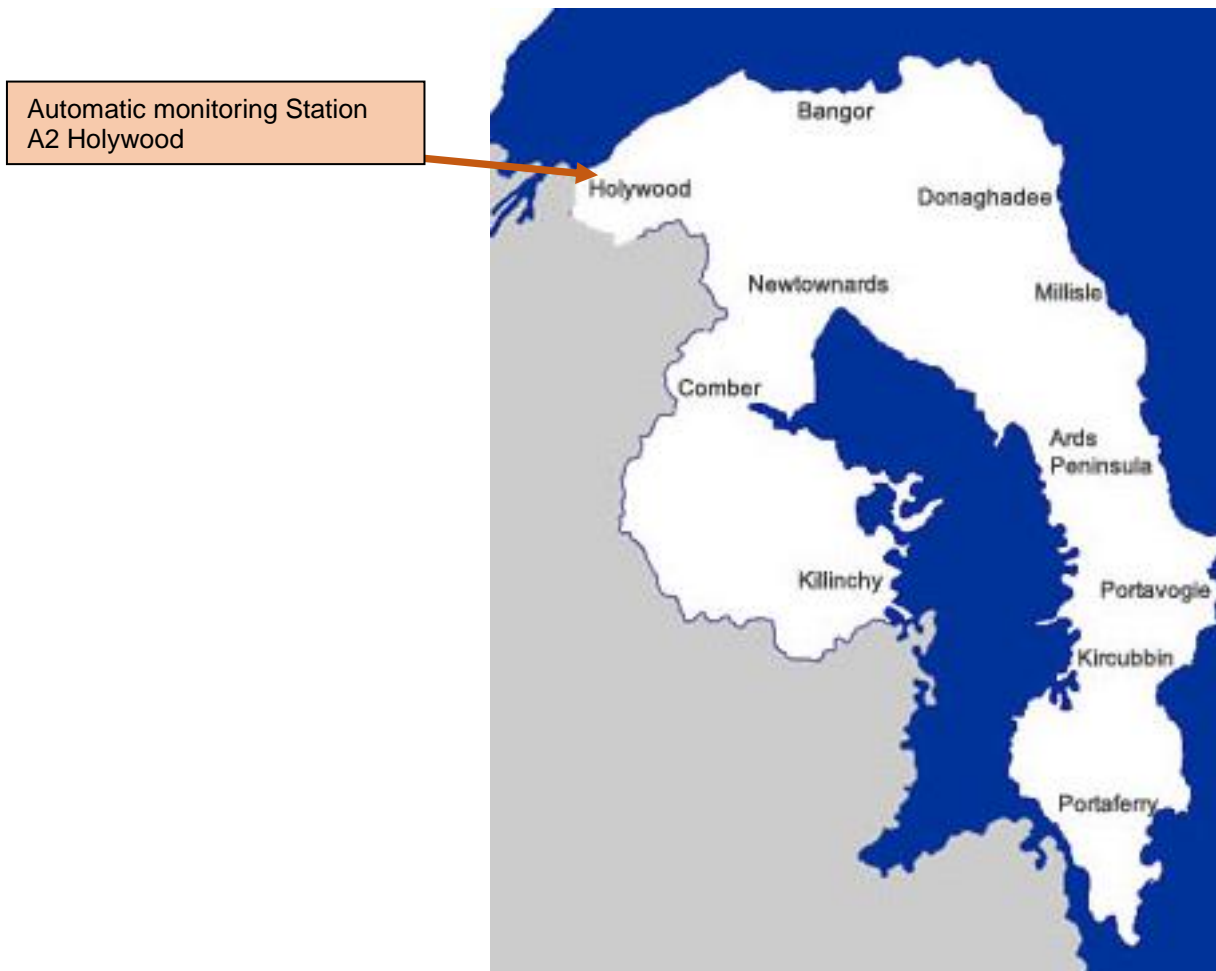 Automatic monitoring Station
A2 Holywood
Bangor
Holywood
Donaghadee
Newtownards
Millisle
Comber
Ards
Peninsula
Killinchy
Portavogie
Kircubbin
Portaferry